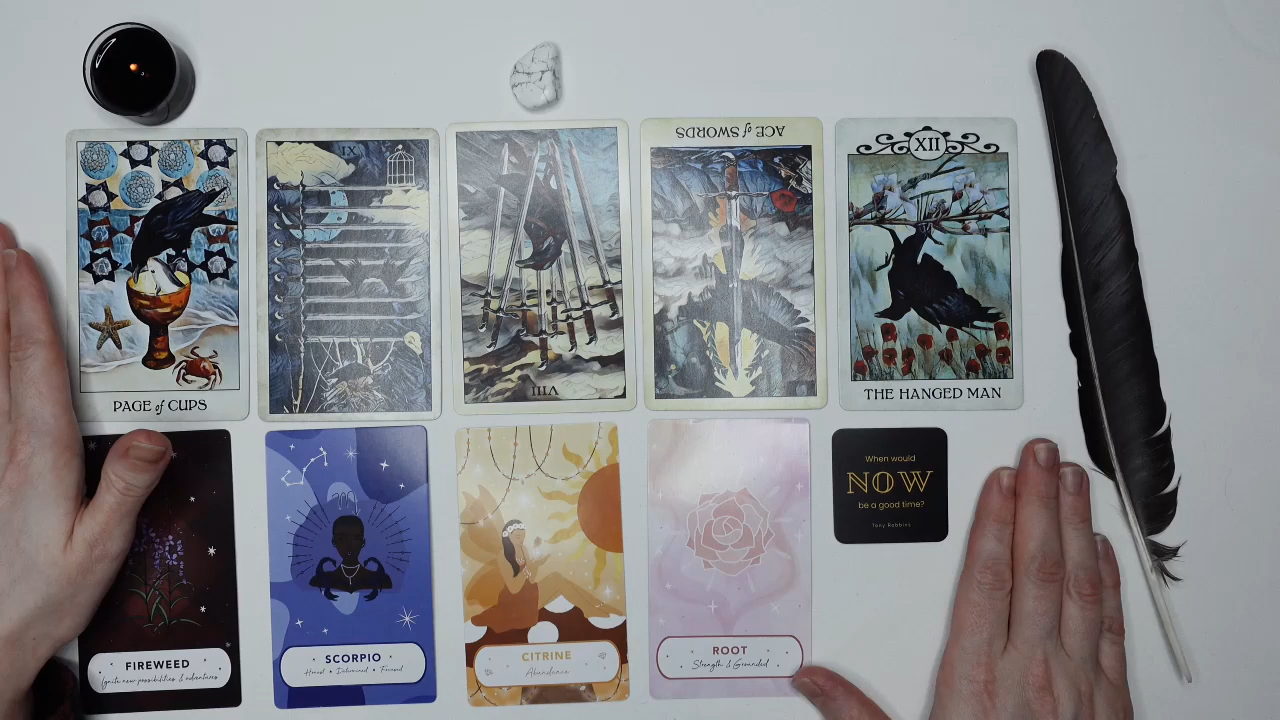 PAGE of CUPS
IX
VIII
ACE of SWORDS
XII
THE HANGED MAN
FIREWEED
Ignite new possibilities & adventures
SCORPIO
Honest • Determined • Focused
CITRINE
Abundance
ROOT
Strength & Grounded
When would
NOW
be a good time?
Tony Robbins